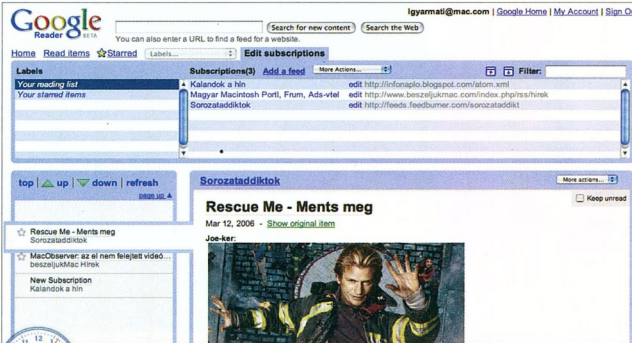 lgyarmati@mac.com | Google Home | My Account | Sign O
Google
Reader BETA
Search for new content
Search the Web
You can also enter a URL to find a feed for a website.
Home Read items Starred Labels... Edit subscriptions
Labels
Your reading list
Your starred items
Subscriptions(3) Add a feed More Actions... Filter:
Kalandok a hin edit http://infonaplo.blogspot.com/atom.xml
Magyar Macintosh Portl, Frum, Ads-vtel edit http://www.beszeljukmac.com/index.php/rss/hirek
Sorozataddiktok edit http://feeds.feedburner.com/sorozataddikt
top | up | down | refresh
page up
Rescue Me - Ments meg
Sorozataddiktok
MacObserver: az el nem felejtett videó...
beszeljukMac Hirek
New Subscription
Kalandok a hin
12
Sorozataddiktok
More actions...
Rescue Me - Ments meg
Keep unread
Mar 12, 2006 - Show original item
Joe-ker: